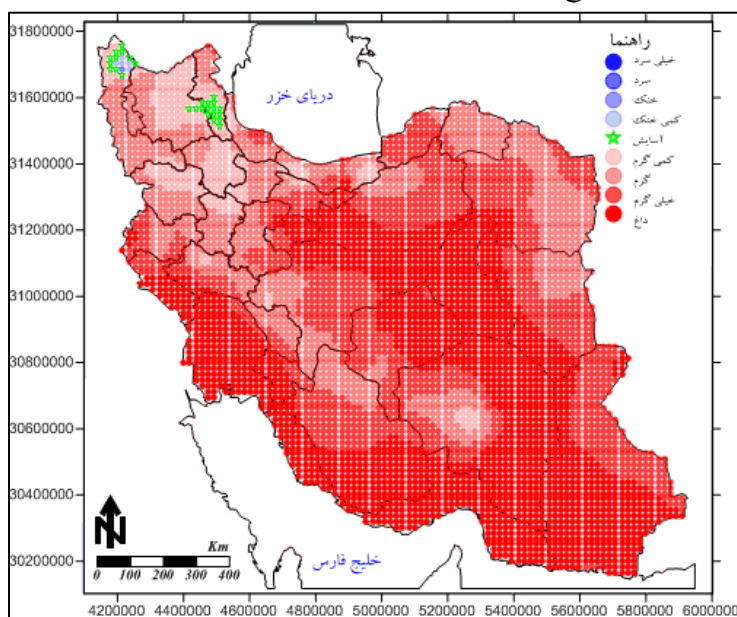 31800000
31600000
31400000
31200000
31000000
30800000
30600000
30400000
30200000
دریای خزر
راهنما
خیلی سرد
سرد
خنک
کمی خنک
آسایش
کمی گرم
گرم
خیلی گرم
داغ
N
Km
0 100 200 300 400
خلیج فارس
4200000 4400000 4600000 4800000 5000000 5200000 5400000 5600000 5800000 6000000